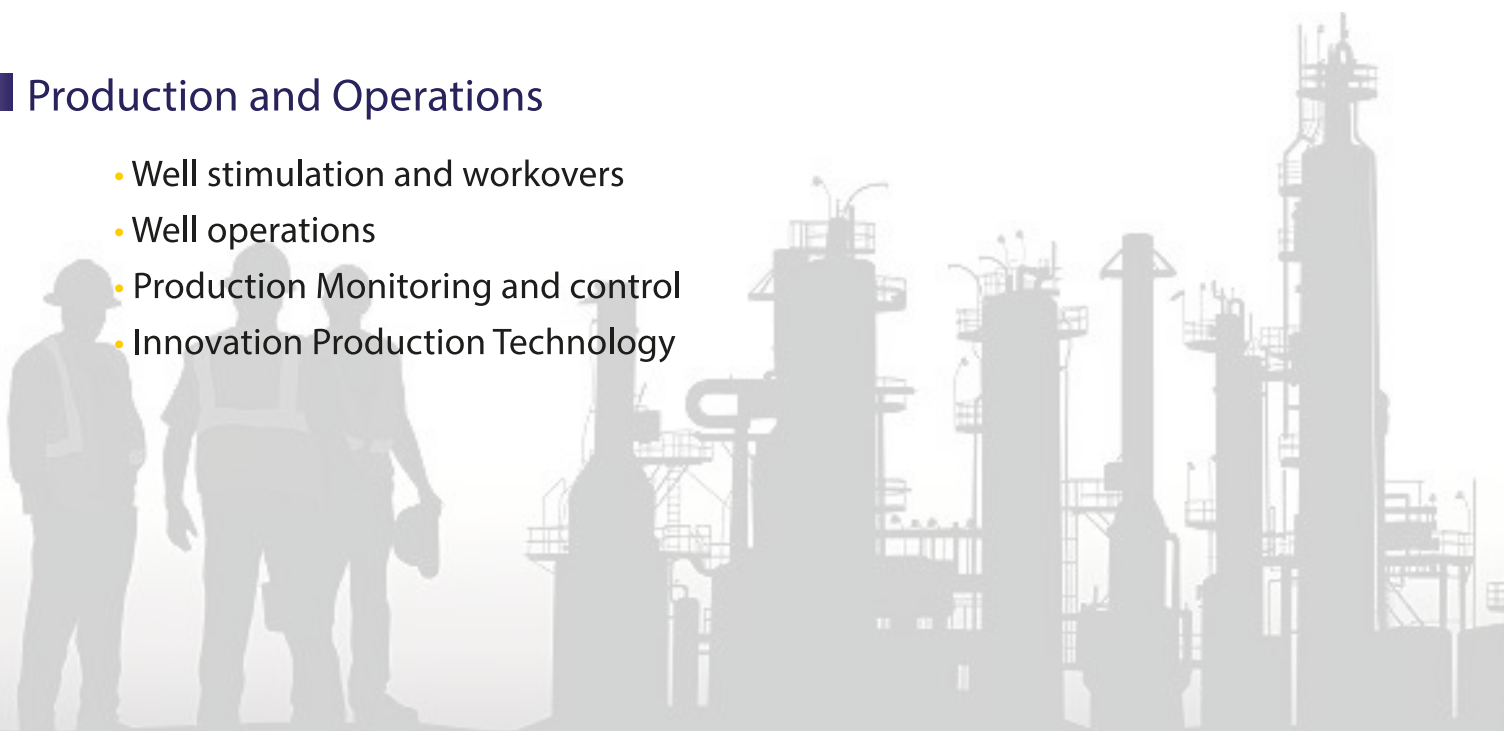 Production and Operations
• Well stimulation and workovers
• Well operations
• Production Monitoring and control
• Innovation Production Technology